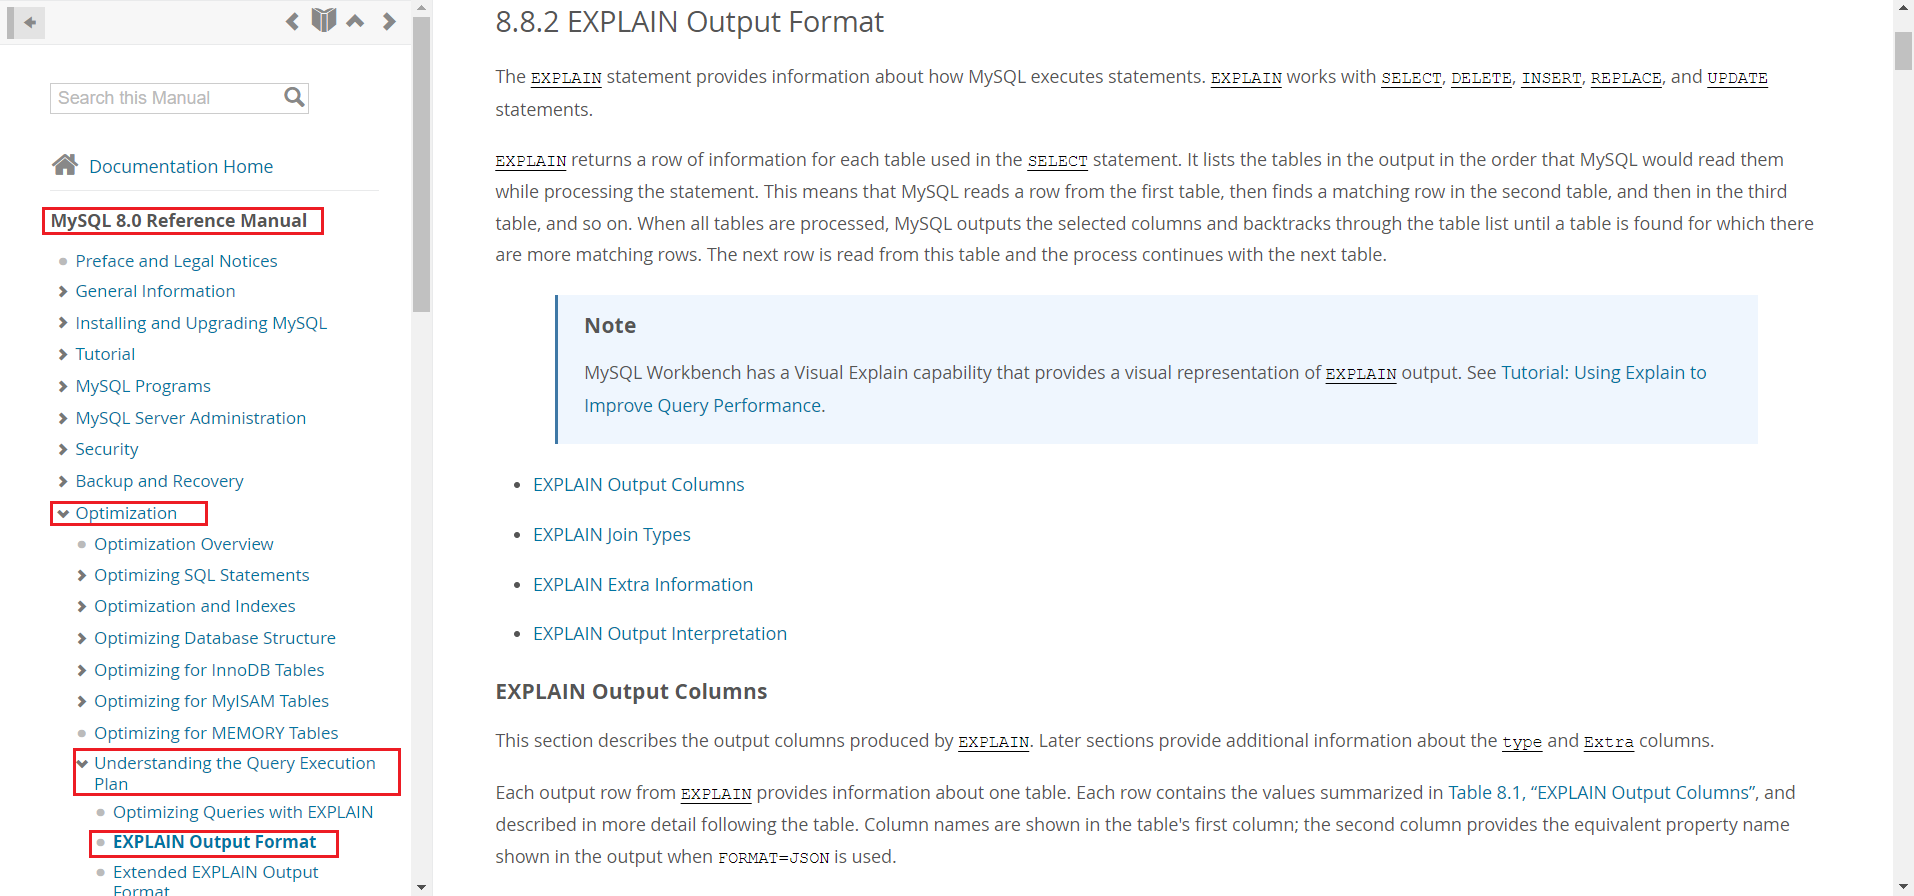 Search this Manual
Documentation Home
MySQL 8.0 Reference Manual
Preface and Legal Notices
General Information
Installing and Upgrading MySQL
Tutorial
MySQL Programs
MySQL Server Administration
Security
Backup and Recovery
Optimization
Optimization Overview
Optimizing SQL Statements
Optimization and Indexes
Optimizing Database Structure
Optimizing for InnoDB Tables
Optimizing for MyISAM Tables
Optimizing for MEMORY Tables
Understanding the Query Execution
Plan
Optimizing Queries with EXPLAIN
EXPLAIN Output Format
Extended EXPLAIN Output
Format
8.8.2 EXPLAIN Output Format
The EXPLAIN statement provides information about how MySQL executes statements. EXPLAIN works with SELECT, DELETE, INSERT, REPLACE, and UPDATE
statements.
EXPLAIN returns a row of information for each table used in the SELECT statement. It lists the tables in the output in the order that MySQL would read them
while processing the statement. This means that MySQL reads a row from the first table, then finds a matching row in the second table, and then in the third
table, and so on. When all tables are processed, MySQL outputs the selected columns and backtracks through the table list until a table is found for which there
are more matching rows. The next row is read from this table and the process continues with the next table.
Note
MySQL Workbench has a Visual Explain capability that provides a visual representation of EXPLAIN output. See Tutorial: Using Explain to
Improve Query Performance.
EXPLAIN Output Columns
EXPLAIN Join Types
EXPLAIN Extra Information
EXPLAIN Output Interpretation
EXPLAIN Output Columns
This section describes the output columns produced by EXPLAIN. Later sections provide additional information about the type and Extra columns.
Each output row from EXPLAIN provides information about one table. Each row contains the values summarized in Table 8.1, “EXPLAIN Output Columns”, and
described in more detail following the table. Column names are shown in the table's first column; the second column provides the equivalent property name
shown in the output when FORMAT=JSON is used.